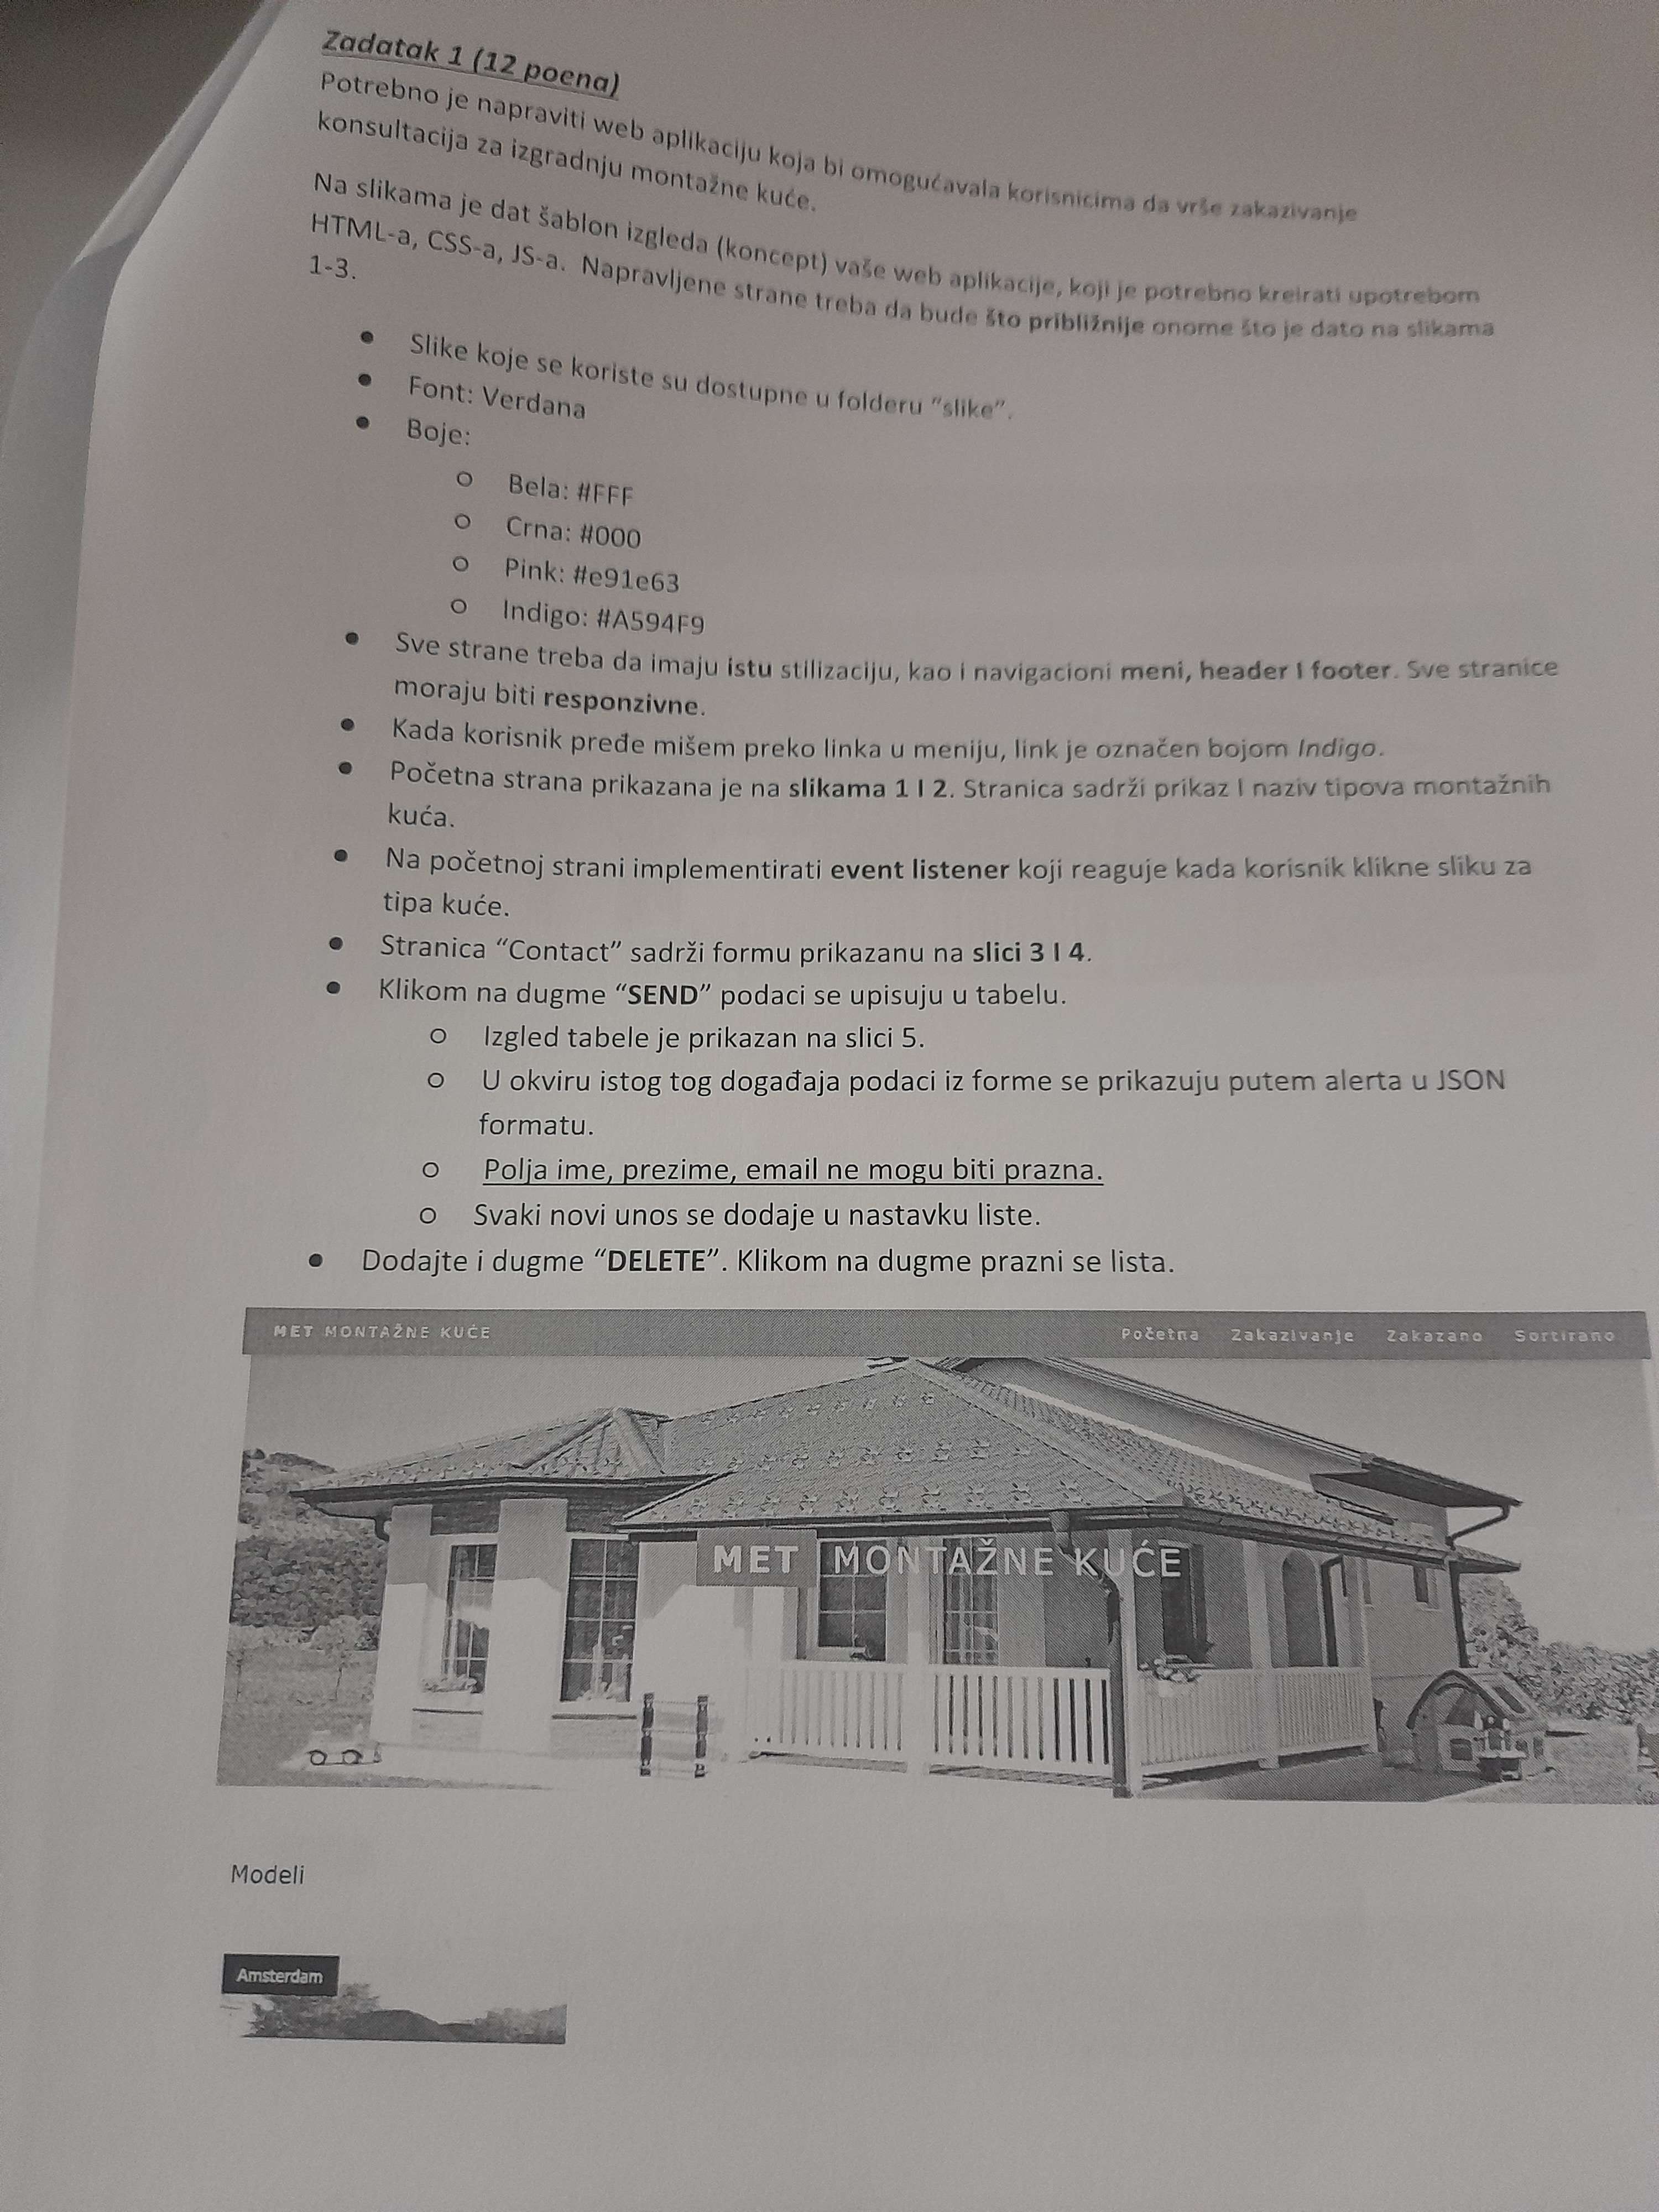 Zadatak 1 (12 poena)
Potrebno je napraviti web aplikaciju koja bi omogućavala korisnicima da vrše zakazivanje
konsultacija za izgradnju montažne kuće.
Na slikama je dat šablon izgleda (koncept) vaše web aplikacije, koji je potrebno kreirati upotrebom
HTML-a, CSS-a, JS-a. Napravljene strane treba da bude što približnije onome što je dato na slikama
1-3.
● Slike koje se koriste su dostupne u folderu “slike”.
● Font: Verdana
● Boje:
○ Bela: #FFF
○ Crna: #000
○ Pink: #e91e63
○ Indigo: #A594F9
● Sve strane treba da imaju istu stilizaciju, kao i navigacioni meni, header I footer. Sve stranice
moraju biti responzivne.
● Kada korisnik pređe mišem preko linka u meniju, link je označen bojom Indigo.
● Početna strana prikazana je na slikama 1 I 2. Stranica sadrži prikaz I naziv tipova montažnih
kuća.
● Na početnoj strani implementirati event listener koji reaguje kada korisnik klikne sliku za
tipa kuće.
● Stranica “Contact” sadrži formu prikazanu na slici 3 I 4.
● Klikom na dugme “SEND” podaci se upisuju u tabelu.
○ Izgled tabele je prikazan na slici 5.
○ U okviru istog tog događaja podaci iz forme se prikazuju putem alerta u JSON
formatu.
○ Polja ime, prezime, email ne mogu biti prazna.
○ Svaki novi unos se dodaje u nastavku liste.
● Dodajte i dugme “DELETE”. Klikom na dugme prazni se lista.
MET MONTAŽNE KUĆE Početna Zakazivanje Zakazano Sortirano
MET MONTAŽNE KUĆE
Modeli
Amsterdam